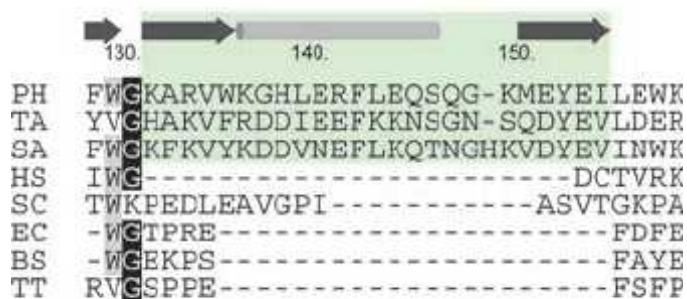 130. 140. 150.
PH FWGKARVWKGHLERFLEQSQG-KMEYEILEWK
TA YVGHAKVFRDDIEEFKKNSGN-SQDYEVLDER
SA FWGKFKVYKDDVNEFLKQTNGHKVDYEVINWK
HS IWG-----------------------DCTVRK
SC TWKPEDLEAVGPI-----------ASVTGKPA
EC -WGTPRE---------------------FDFE
BS -WGEKPS---------------------FAYE
TT RVGSPPE---------------------FSFP